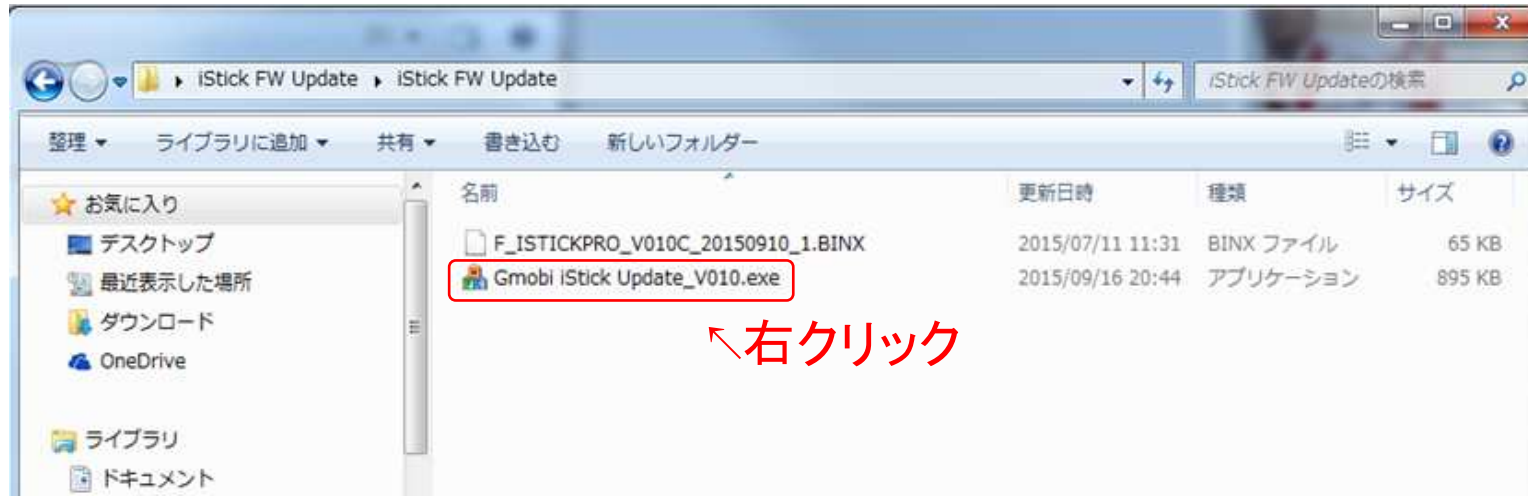 iStick FW Update ▸ iStick FW Update
iStick FW Updateの検索
整理 ライブラリに追加 共有 書き込む 新しいフォルダー
お気に入り
デスクトップ
最近表示した場所
ダウンロード
OneDrive
ライブラリ
ドキュメント
名前 更新日時 種類 サイズ
F_ISTICKPRO_V010C_20150910_1.BINX 2015/07/11 11:31 BINX ファイル 65 KB
Gmobi iStick Update_V010.exe 2015/09/16 20:44 アプリケーション 895 KB
↖右クリック